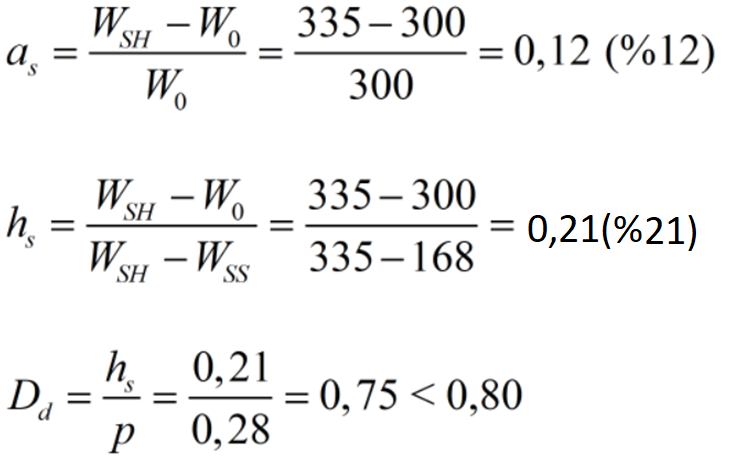 a_s = (W_SH − W_0) / W_0 = (335 − 300) / 300 = 0,12 (%12)
h_s = (W_SH − W_0) / (W_SH − W_SS) = (335 − 300) / (335 − 168) = 0,21(%21)
D_d = h_s / p = 0,21 / 0,28 = 0,75 < 0,80